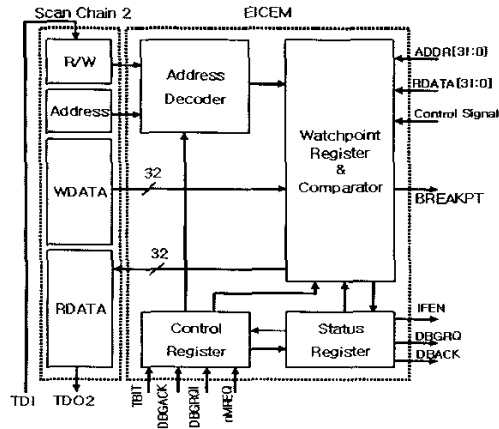 Scan Chain 2
EICEM
R/W
Address
WDATA
RDATA
Address
Decoder
32
32
Watchpoint
Register
&
Comparator
Control
Register
Status
Register
ADDR[31:0]
RDATA[31:0]
Control Signal
BREAKPT
IFEN
DBGRQ
DBACK
TDI
TDO2
TBIT
DBGACK
DBGRQI
nMREQ